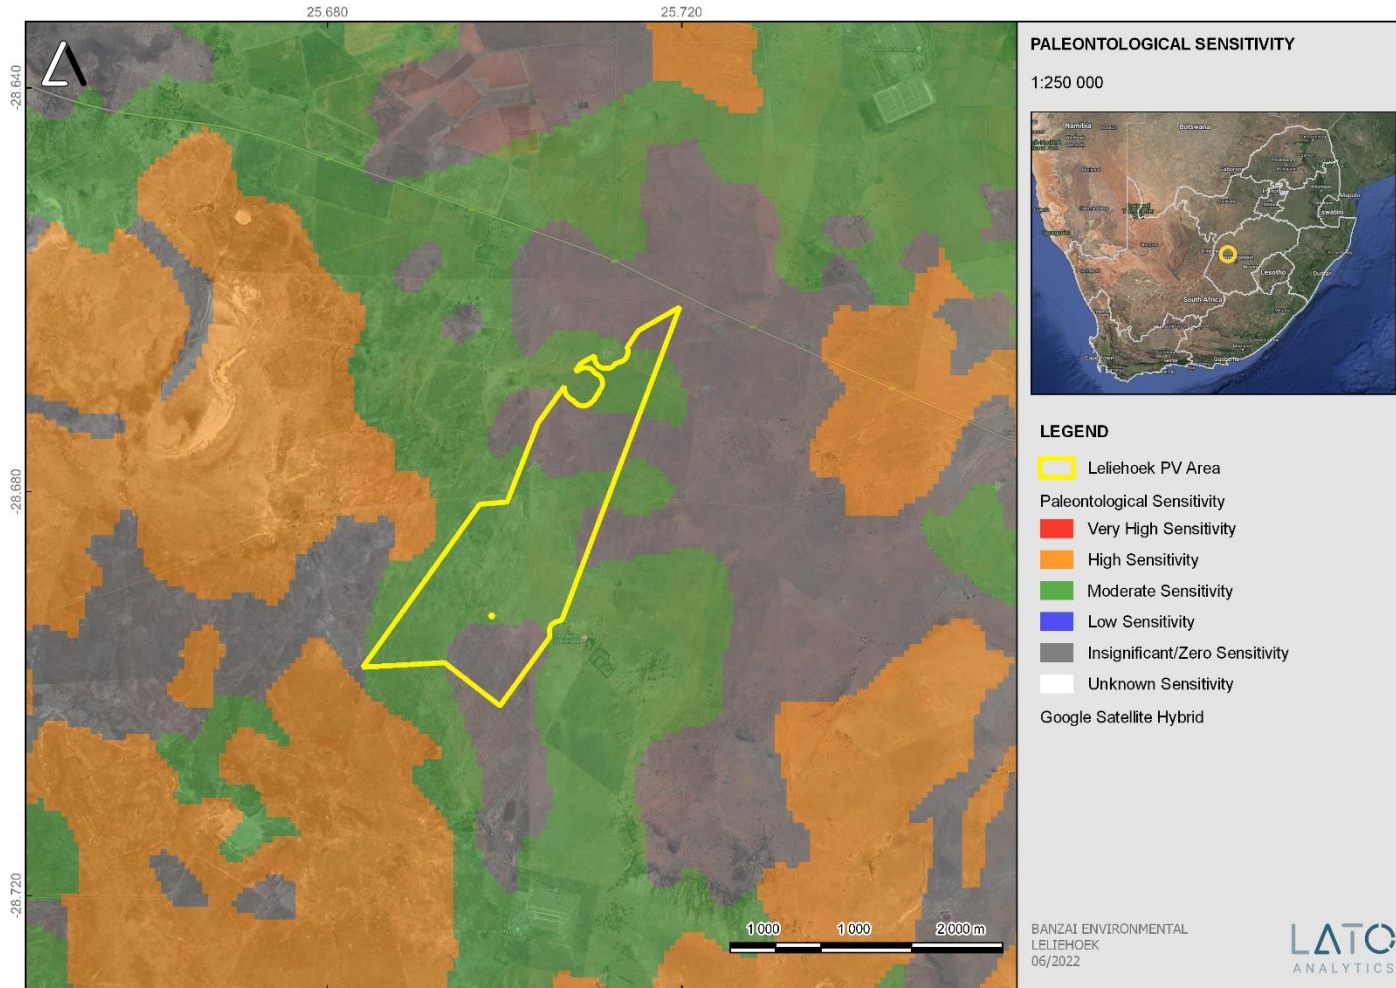 25.680
25.720
-28.640
-28.680
-28.720
1 000
1 000
2 000 m
PALEONTOLOGICAL SENSITIVITY
1:250 000
Namibia
Botswana
Gaborone
Maputo
Eswatini
Lesotho
Durban
South Africa
LEGEND
Leliehoek PV Area
Paleontological Sensitivity
Very High Sensitivity
High Sensitivity
Moderate Sensitivity
Low Sensitivity
Insignificant/Zero Sensitivity
Unknown Sensitivity
Google Satellite Hybrid
BANZAI ENVIRONMENTAL
LELIEHOEK
06/2022
LATO
ANALYTICS